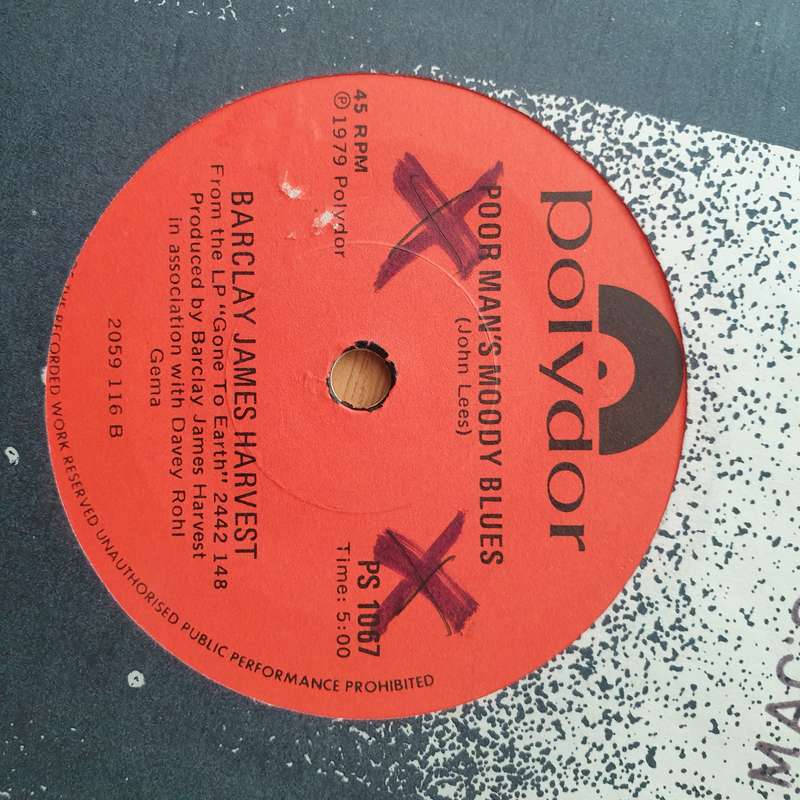 polydor
POOR MAN'S MOODY BLUES
(John Lees)
45 RPM
℗ 1979 Polydor
PS 1067
Time: 5:00
BARCLAY JAMES HARVEST
From the LP "Gone To Earth" 2442 148
Produced by Barclay James Harvest
in association with Davey Rohl
Gema
2059 116 B
RECORDED WORK RESERVED UNAUTHORISED PUBLIC PERFORMANCE PROHIBITED
MAC'S